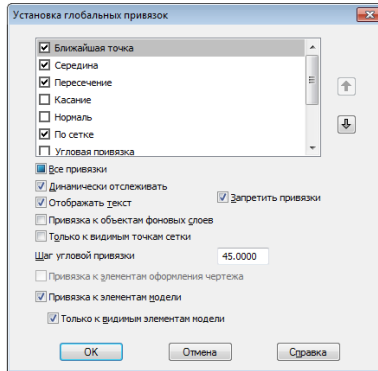 Установка глобальных привязок
Ближайшая точка
Середина
Пересечение
Касание
Нормаль
По сетке
Угловая привязка
Все привязки
Динамически отслеживать
Отображать текст
Запретить привязки
Привязка к объектам фоновых слоев
Только к видимым точкам сетки
Шаг угловой привязки 45.0000
Привязка к элементам оформления чертежа
Привязка к элементам модели
Только к видимым элементам модели
ОК Отмена Справка